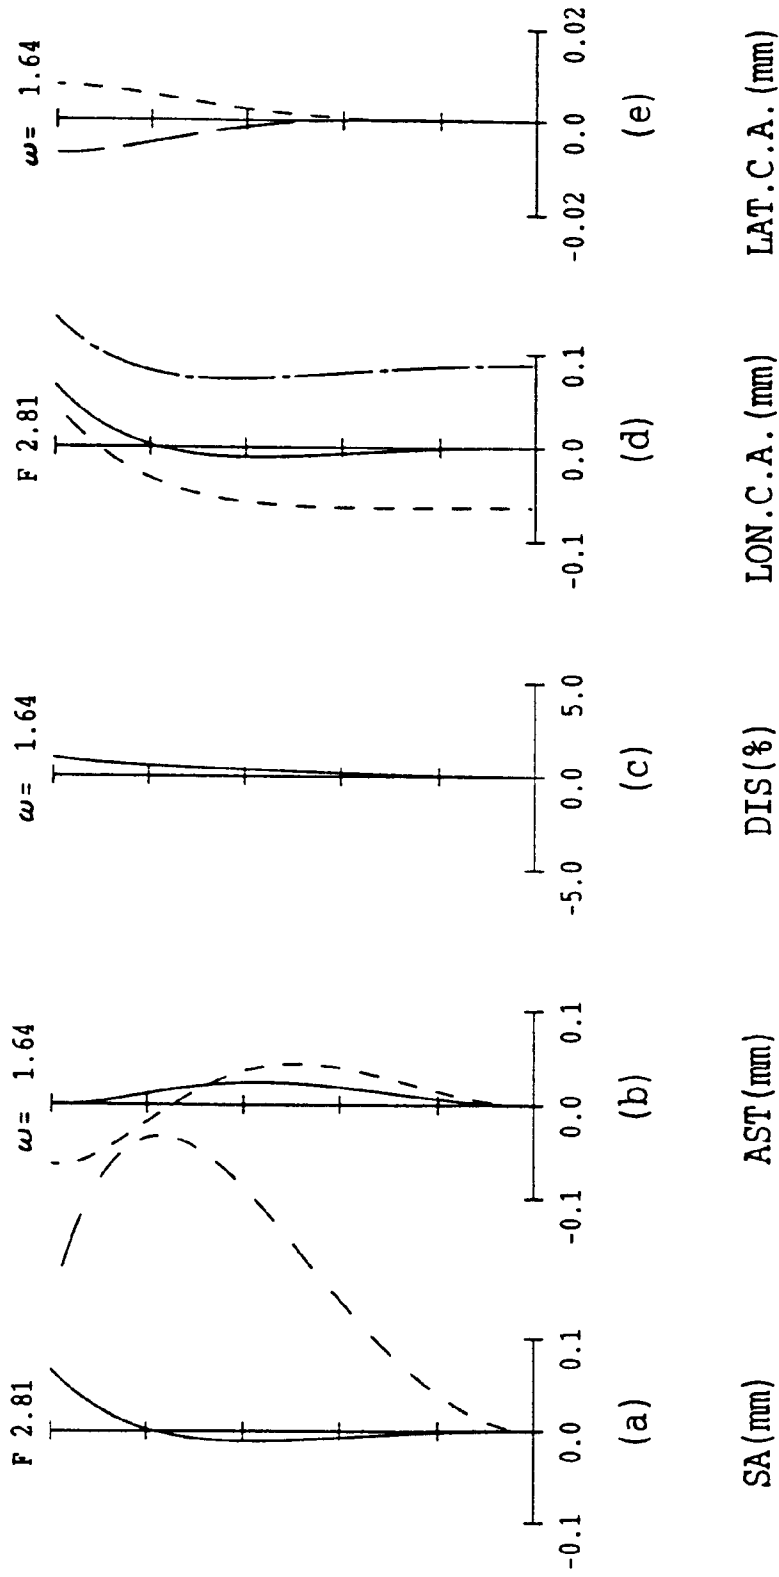 F 2.81
-0.1 0.0 0.1
(a)
SA(mm)
ω= 1.64
-0.1 0.0 0.1
(b)
AST(mm)
ω= 1.64
-5.0 0.0 5.0
(c)
DIS(%)
F 2.81
-0.1 0.0 0.1
(d)
LON.C.A.(mm)
ω= 1.64
-0.02 0.0 0.02
(e)
LAT.C.A.(mm)